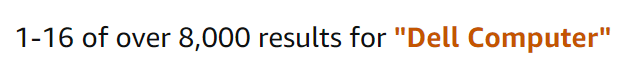 1-16 of over 8,000 results for "Dell Computer"